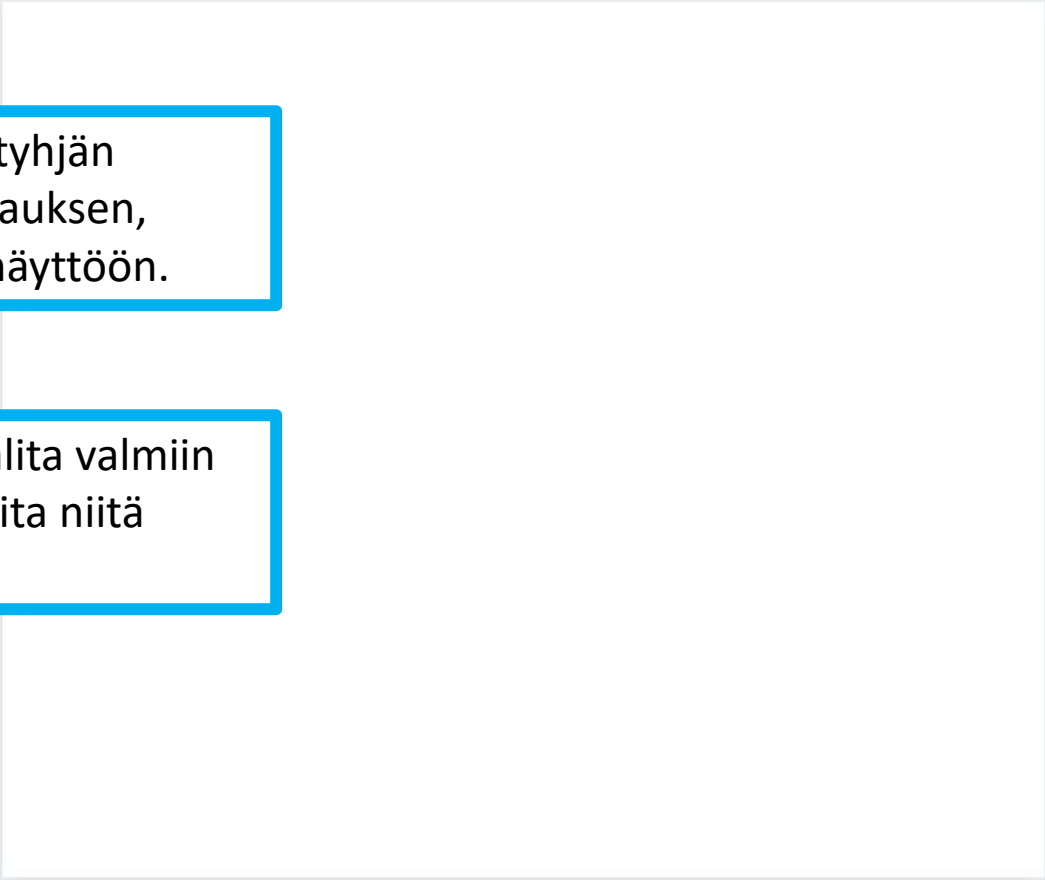 tyhjän
auksen,
näyttöön.
lita valmiin
ita niitä